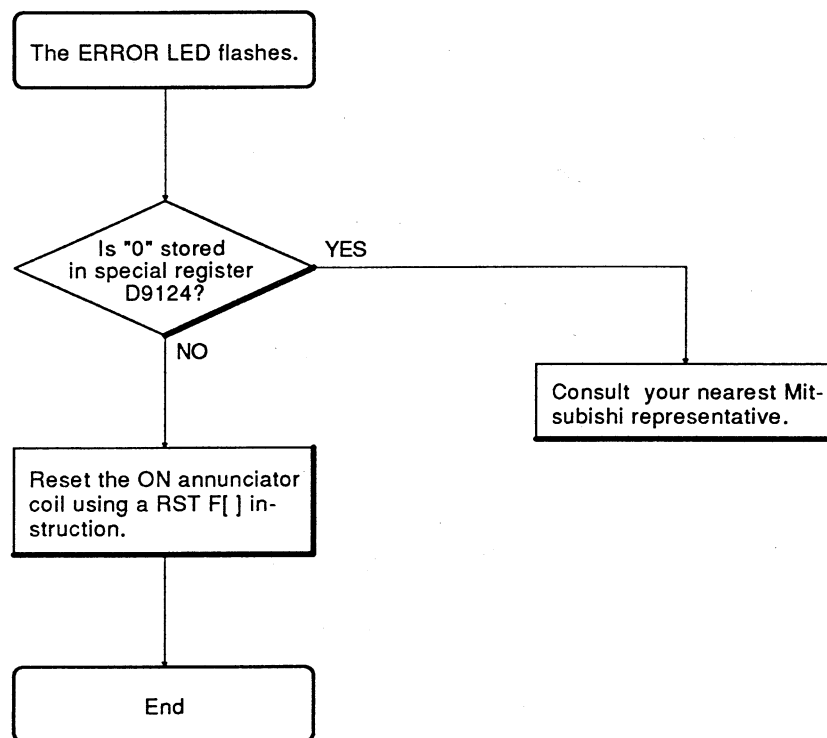 The ERROR LED flashes.
Is "0" stored
in special register
D9124?
YES
NO
Consult your nearest Mit-
subishi representative.
Reset the ON annunciator
coil using a RST F[ ] in-
struction.
End